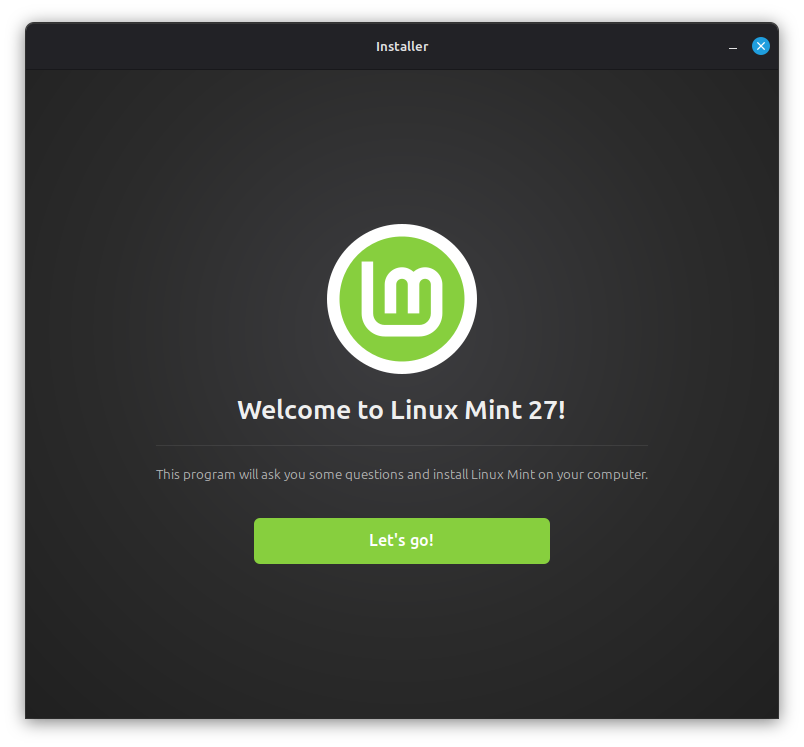 Installer
lm
Welcome to Linux Mint 27!
This program will ask you some questions and install Linux Mint on your computer.
Let's go!